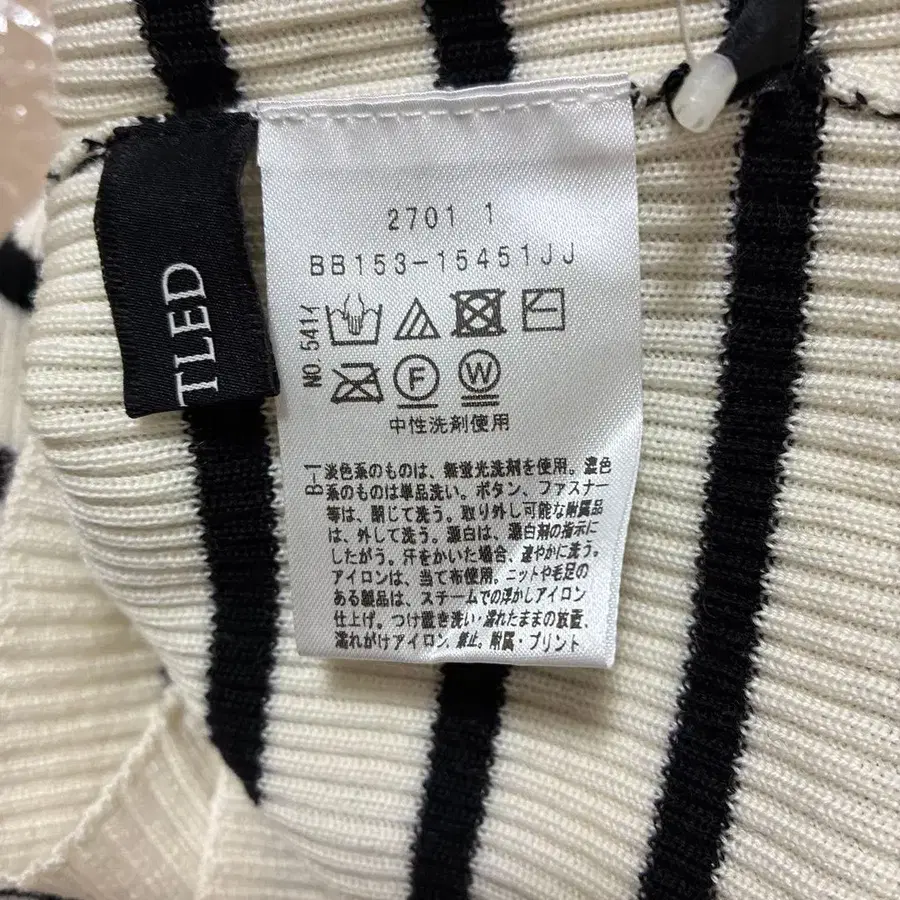 TLED
2701 1
BB153-15451JJ
NO.541イ
F
W
中性洗剤使用
B-1
淡色系のものは、無蛍光洗剤を使用。濃色
系のものは単品洗い。ボタン、ファスナー
等は、閉じて洗う。取り外し可能な附属品
は、外して洗う。漂白は、漂白剤の指示に
したがう。汗をかいた場合、速やかに洗う。
アイロンは、当て布使用。ニットや毛足の
ある製品は、スチームでの浮かしアイロン
仕上げ。つけ置き洗い・濡れたままの放置、
濡れがけアイロン、禁止。附属・プリント